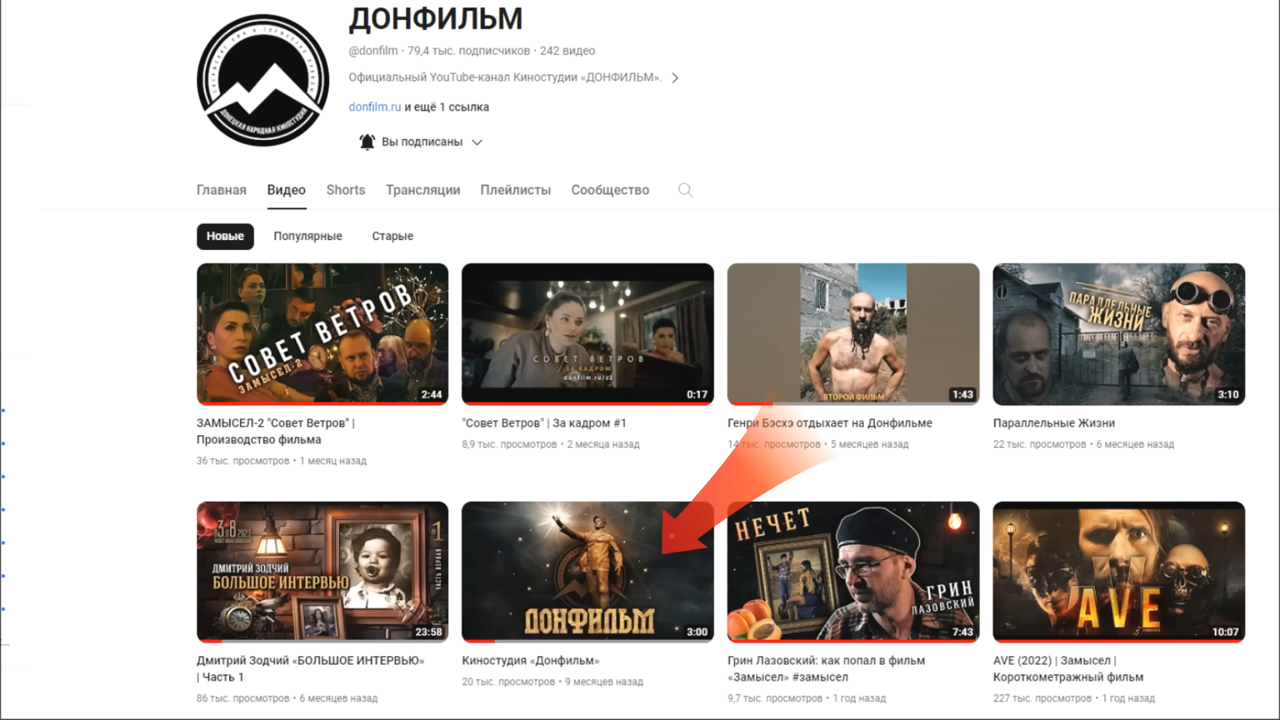 ДОНФИЛЬМ
@donfilm · 79,4 тыс. подписчиков · 242 видео
Официальный YouTube-канал Киностудии «ДОНФИЛЬМ».
donfilm.ru и ещё 1 ссылка
Вы подписаны
ДОНЕЦКАЯ НАРОДНАЯ КИНОСТУДИЯ
Главная Видео Shorts Трансляции Плейлисты Сообщество
Новые Популярные Старые
СОВЕТ ВЕТРОВ
ЗАМЫСЕЛ-2
2:44
СОВЕТ ВЕТРОВ
ЗА КАДРОМ
donfilm.ru/z2
0:17
ВТОРОЙ ФИЛЬМ
1:43
ПАРАЛЛЕЛЬНЫЕ
ЖИЗНИ
3:10
ЗАМЫСЕЛ-2 "Совет Ветров" |
Производство фильма
36 тыс. просмотров • 1 месяц назад
"Совет Ветров" | За кадром #1
8,9 тыс. просмотров • 2 месяца назад
Генри Бэсхэ отдыхает на Донфильме
14 тыс. просмотров • 5 месяцев назад
Параллельные Жизни
22 тыс. просмотров • 6 месяцев назад
ДМИТРИЙ ЗОДЧИЙ
БОЛЬШОЕ ИНТЕРВЬЮ
1
ЧАСТЬ ПЕРВАЯ
23:58
ДОНФИЛЬМ
3:00
НЕЧЕТ
ГРИН
ЛАЗОВСКИЙ
7:43
AVE
10:07
Дмитрий Зодчий «БОЛЬШОЕ ИНТЕРВЬЮ»
| Часть 1
86 тыс. просмотров • 6 месяцев назад
Киностудия «Донфильм»
20 тыс. просмотров • 9 месяцев назад
Грин Лазовский: как попал в фильм
«Замысел» #замысел
9,7 тыс. просмотров • 1 год назад
AVE (2022) | Замысел |
Короткометражный фильм
227 тыс. просмотров • 1 год назад